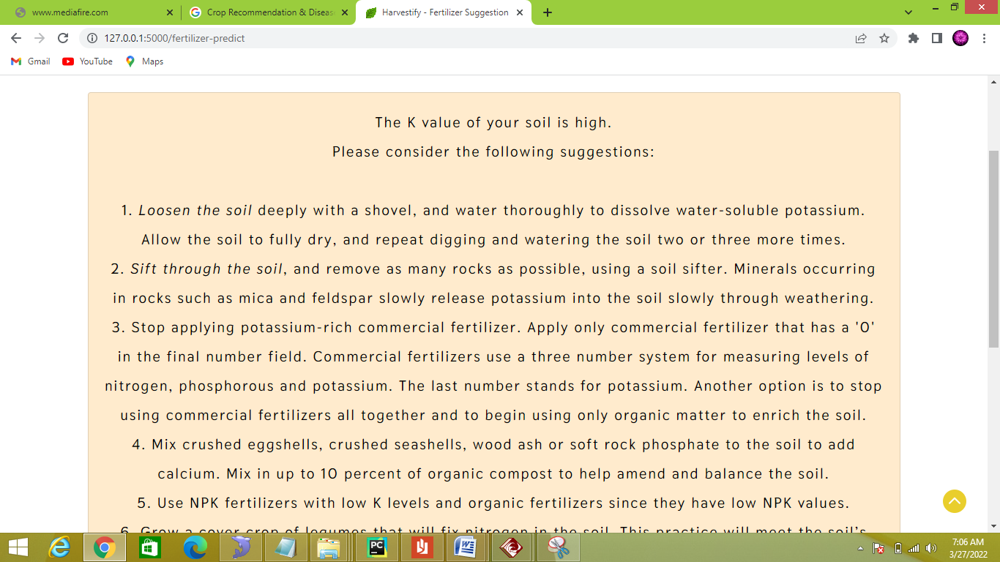 www.mediafire.com
Crop Recommendation & Diseas
Harvestify - Fertilizer Suggestion
127.0.0.1:5000/fertilizer-predict
Gmail
YouTube
Maps
The K value of your soil is high.
Please consider the following suggestions:
1. Loosen the soil deeply with a shovel, and water thoroughly to dissolve water-soluble potassium.
Allow the soil to fully dry, and repeat digging and watering the soil two or three more times.
2. Sift through the soil, and remove as many rocks as possible, using a soil sifter. Minerals occurring
in rocks such as mica and feldspar slowly release potassium into the soil slowly through weathering.
3. Stop applying potassium-rich commercial fertilizer. Apply only commercial fertilizer that has a '0'
in the final number field. Commercial fertilizers use a three number system for measuring levels of
nitrogen, phosphorous and potassium. The last number stands for potassium. Another option is to stop
using commercial fertilizers all together and to begin using only organic matter to enrich the soil.
4. Mix crushed eggshells, crushed seashells, wood ash or soft rock phosphate to the soil to add
calcium. Mix in up to 10 percent of organic compost to help amend and balance the soil.
5. Use NPK fertilizers with low K levels and organic fertilizers since they have low NPK values.
6. Grow a cover crop of legumes that will fix nitrogen in the soil. This practice will meet the soil's
PC
7:06 AM
3/27/2022